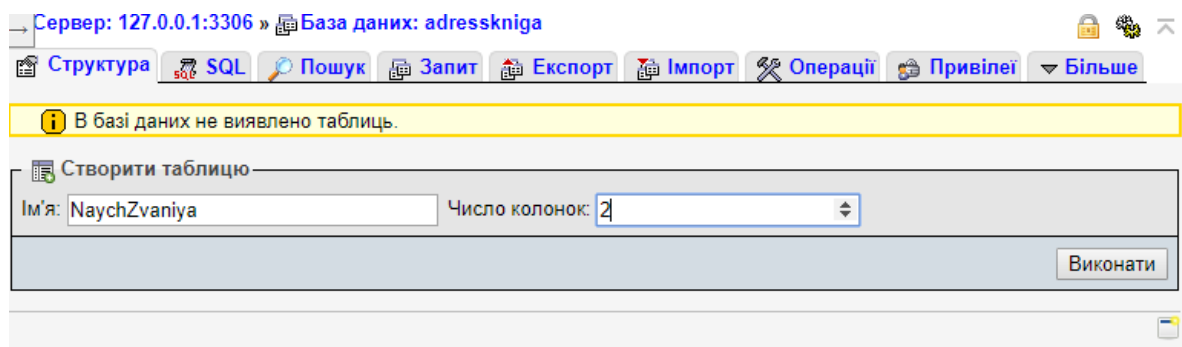 Сервер: 127.0.0.1:3306 » База даних: adresskniga
Структура SQL Пошук Запит Експорт Імпорт Операції Привілеї Більше
В базі даних не виявлено таблиць.
Створити таблицю
Ім'я: NaychZvaniya Число колонок: 2
Виконати